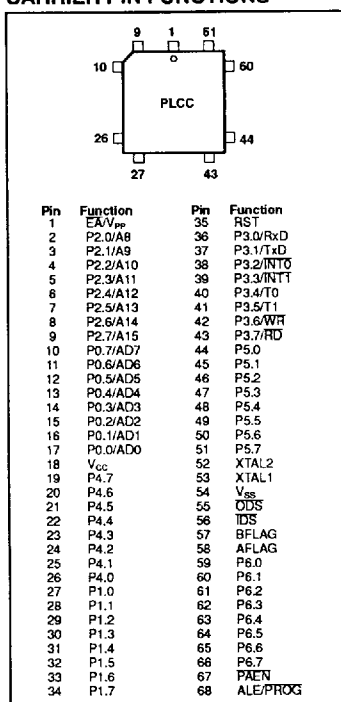 CARRIER PIN FUNCTIONS
9 1 61
10 60
PLCC
26 44
27 43
Pin Function Pin Function
1 E̅A̅/VPP 35 RST
2 P2.0/A8 36 P3.0/RxD
3 P2.1/A9 37 P3.1/TxD
4 P2.2/A10 38 P3.2/I̅N̅T̅0̅
5 P2.3/A11 39 P3.3/I̅N̅T̅1̅
6 P2.4/A12 40 P3.4/T0
7 P2.5/A13 41 P3.5/T1
8 P2.6/A14 42 P3.6/W̅R̅
9 P2.7/A15 43 P3.7/R̅D̅
10 P0.7/AD7 44 P5.0
11 P0.6/AD6 45 P5.1
12 P0.5/AD5 46 P5.2
13 P0.4/AD4 47 P5.3
14 P0.3/AD3 48 P5.4
15 P0.2/AD2 49 P5.5
16 P0.1/AD1 50 P5.6
17 P0.0/AD0 51 P5.7
18 VCC 52 XTAL2
19 P4.7 53 XTAL1
20 P4.6 54 VSS
21 P4.5 55 O̅D̅S̅
22 P4.4 56 I̅D̅S̅
23 P4.3 57 BFLAG
24 P4.2 58 AFLAG
25 P4.1 59 P6.0
26 P4.0 60 P6.1
27 P1.0 61 P6.2
28 P1.1 62 P6.3
29 P1.2 63 P6.4
30 P1.3 64 P6.5
31 P1.4 65 P6.6
32 P1.5 66 P6.7
33 P1.6 67 P̅A̅E̅N̅
34 P1.7 68 ALE/P̅R̅O̅G̅